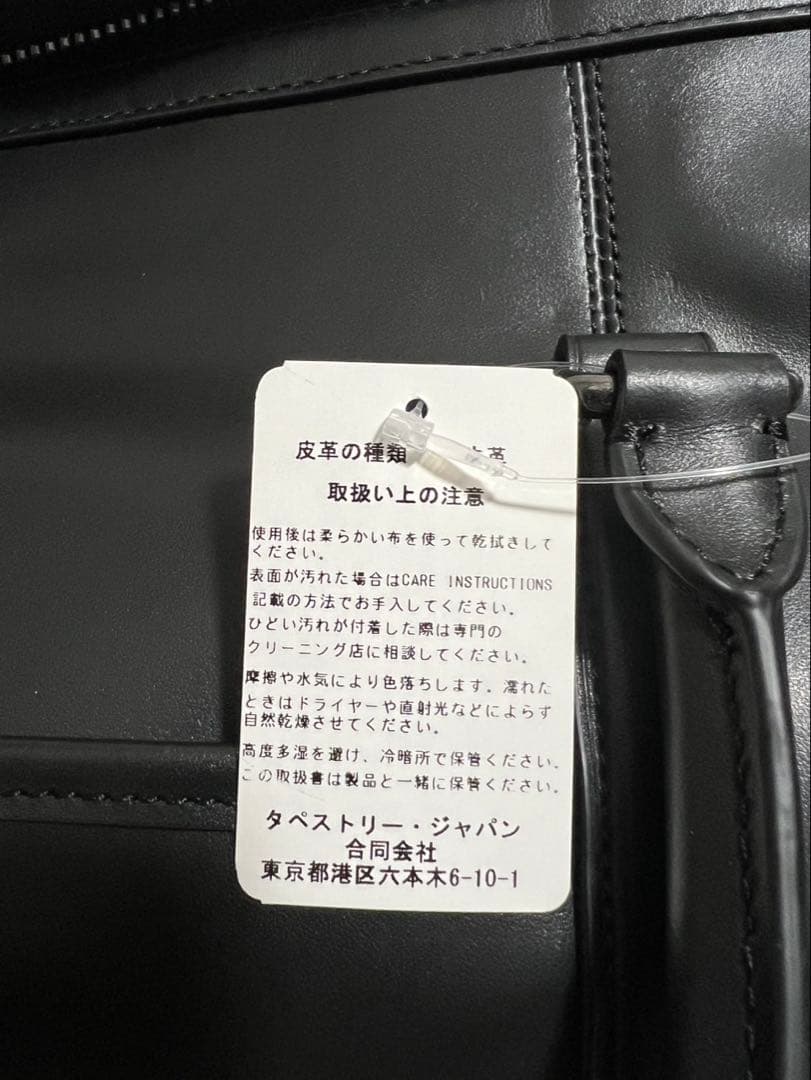 皮革の種類 革
取扱い上の注意
使用後は柔らかい布を使って乾拭きして
ください。
表面が汚れた場合はCARE INSTRUCTIONS
記載の方法でお手入してください。
ひどい汚れが付着した際は専門の
クリーニング店に相談してください。
摩擦や水気により色落ちします。濡れた
ときはドライヤーや直射光などによらず
自然乾燥させてください。
高度多湿を避け、冷暗所で保管ください。
この取扱書は製品と一緒に保管ください。
タペストリー・ジャパン
合同会社
東京都港区六本木6-10-1